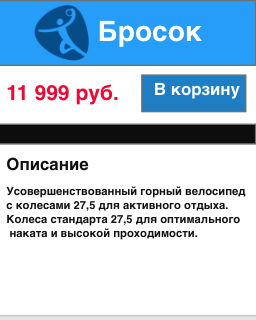 Бросок
11 999 руб.
В корзину
Описание
Усовершенствованный горный велосипед
с колесами 27,5 для активного отдыха.
Колеса стандарта 27,5 для оптимального
наката и высокой проходимости.